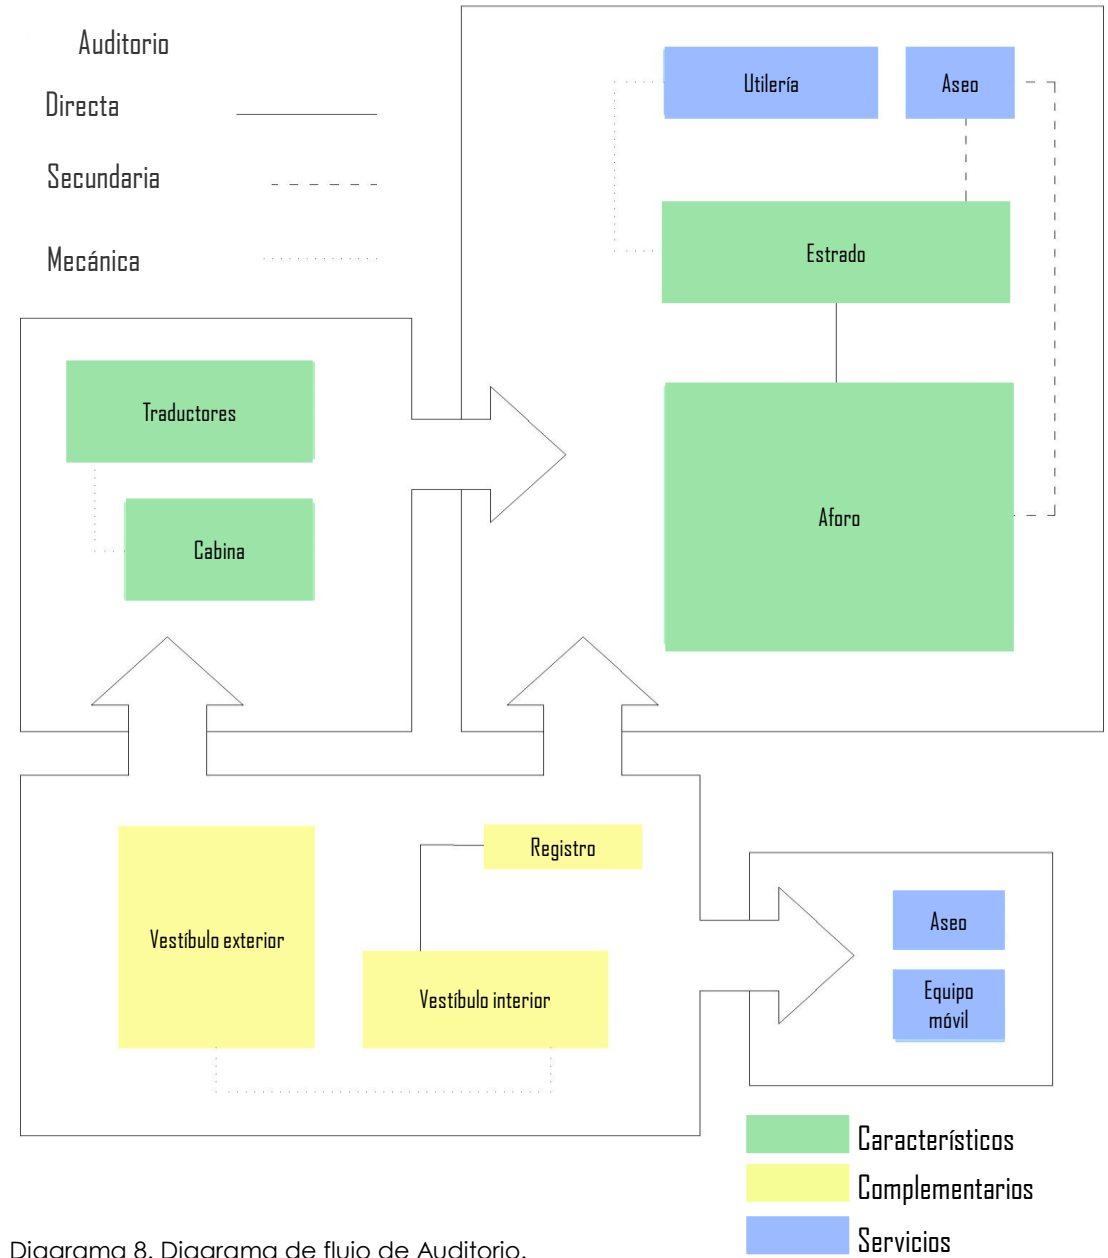 Auditorio
Directa
Secundaria
Mecánica
Utilería
Aseo
Estrado
Traductores
Cabina
Aforo
Registro
Vestíbulo exterior
Vestíbulo interior
Aseo
Equipo
móvil
Característicos
Complementarios
Servicios
Diagrama 8. Diagrama de flujo de Auditorio.